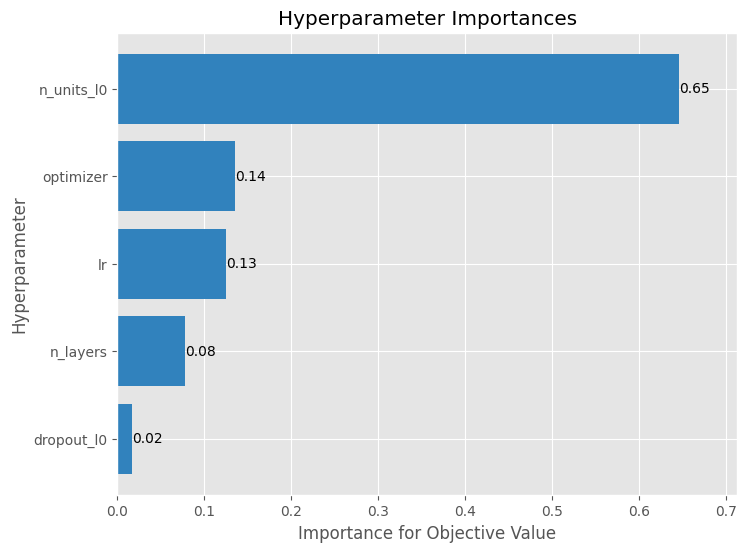 Hyperparameter Importances
Hyperparameter
n_units_l0
0.65
optimizer
0.14
lr
0.13
n_layers
0.08
dropout_l0
0.02
0.0 0.1 0.2 0.3 0.4 0.5 0.6 0.7
Importance for Objective Value